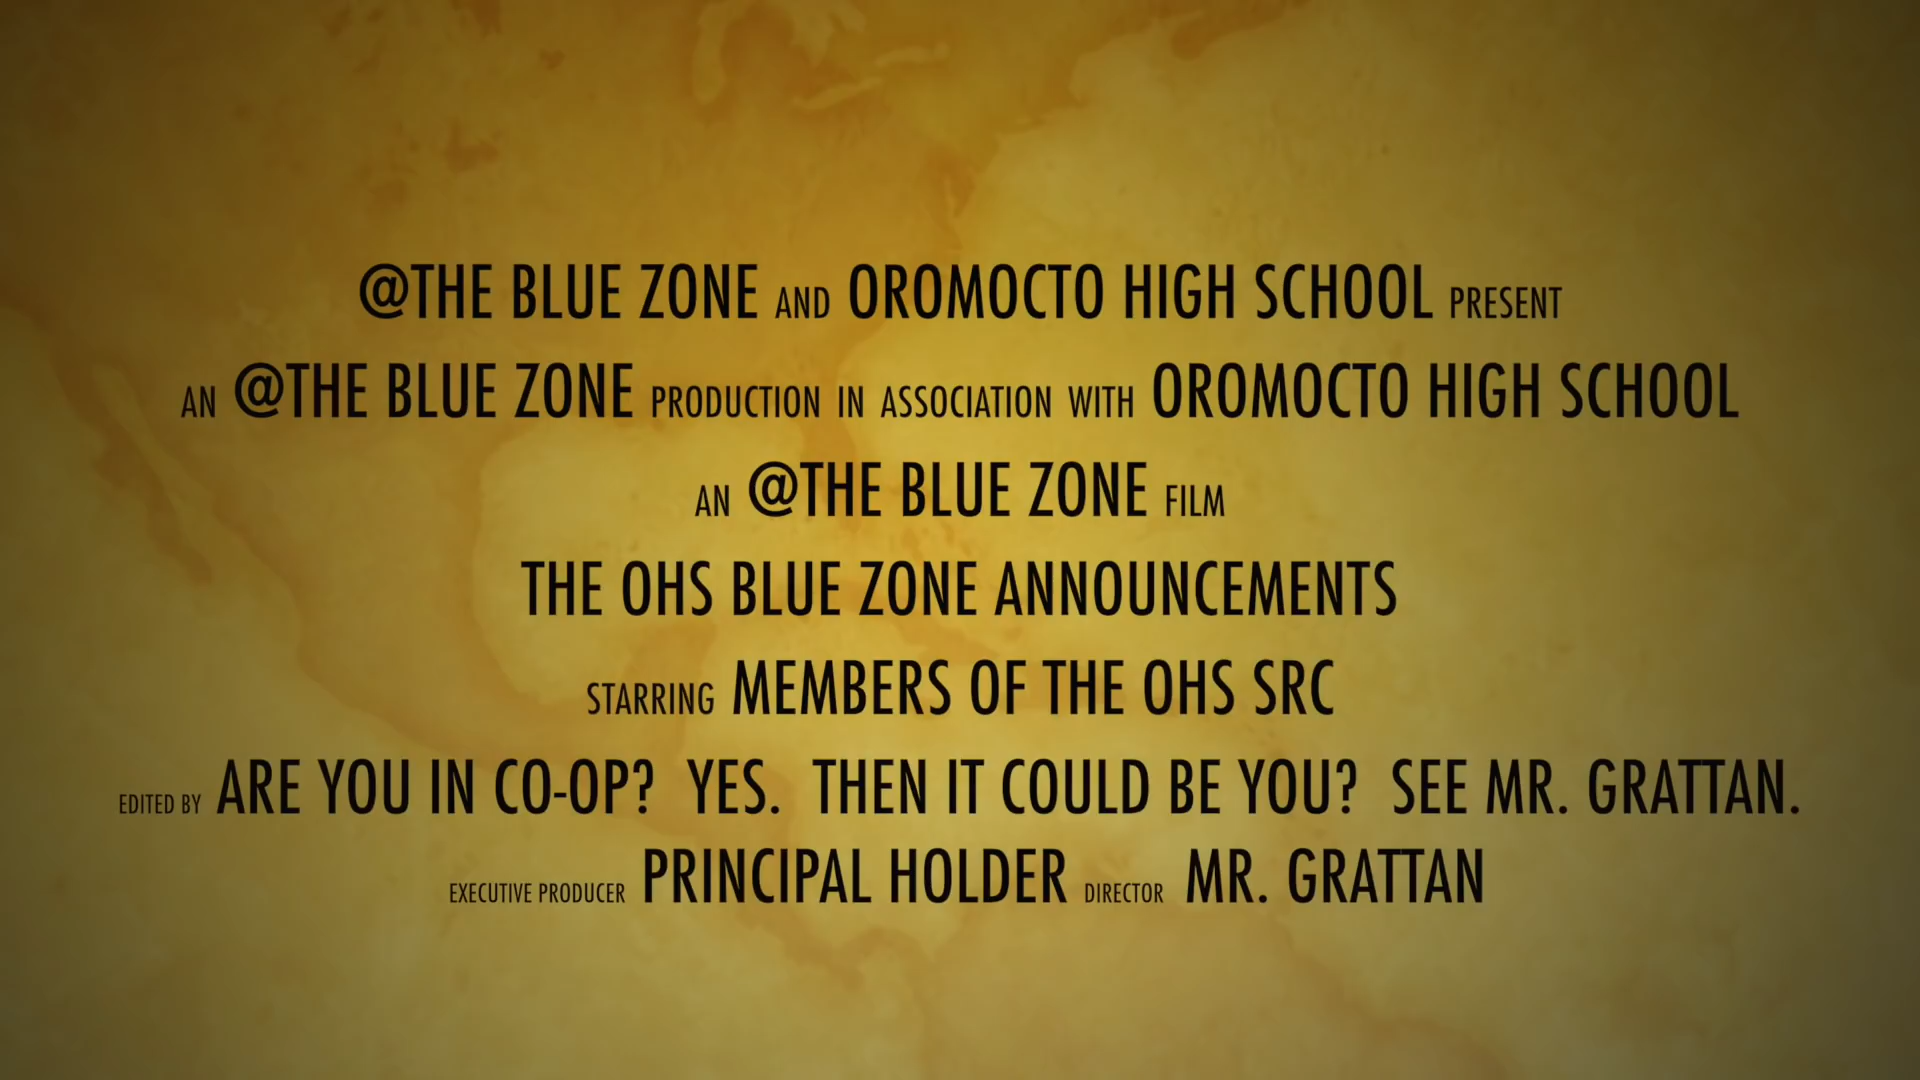 @THE BLUE ZONE AND OROMOCTO HIGH SCHOOL PRESENT
AN @THE BLUE ZONE PRODUCTION IN ASSOCIATION WITH OROMOCTO HIGH SCHOOL
AN @THE BLUE ZONE FILM
THE OHS BLUE ZONE ANNOUNCEMENTS
STARRING MEMBERS OF THE OHS SRC
EDITED BY ARE YOU IN CO-OP? YES. THEN IT COULD BE YOU? SEE MR. GRATTAN.
EXECUTIVE PRODUCER PRINCIPAL HOLDER DIRECTOR MR. GRATTAN